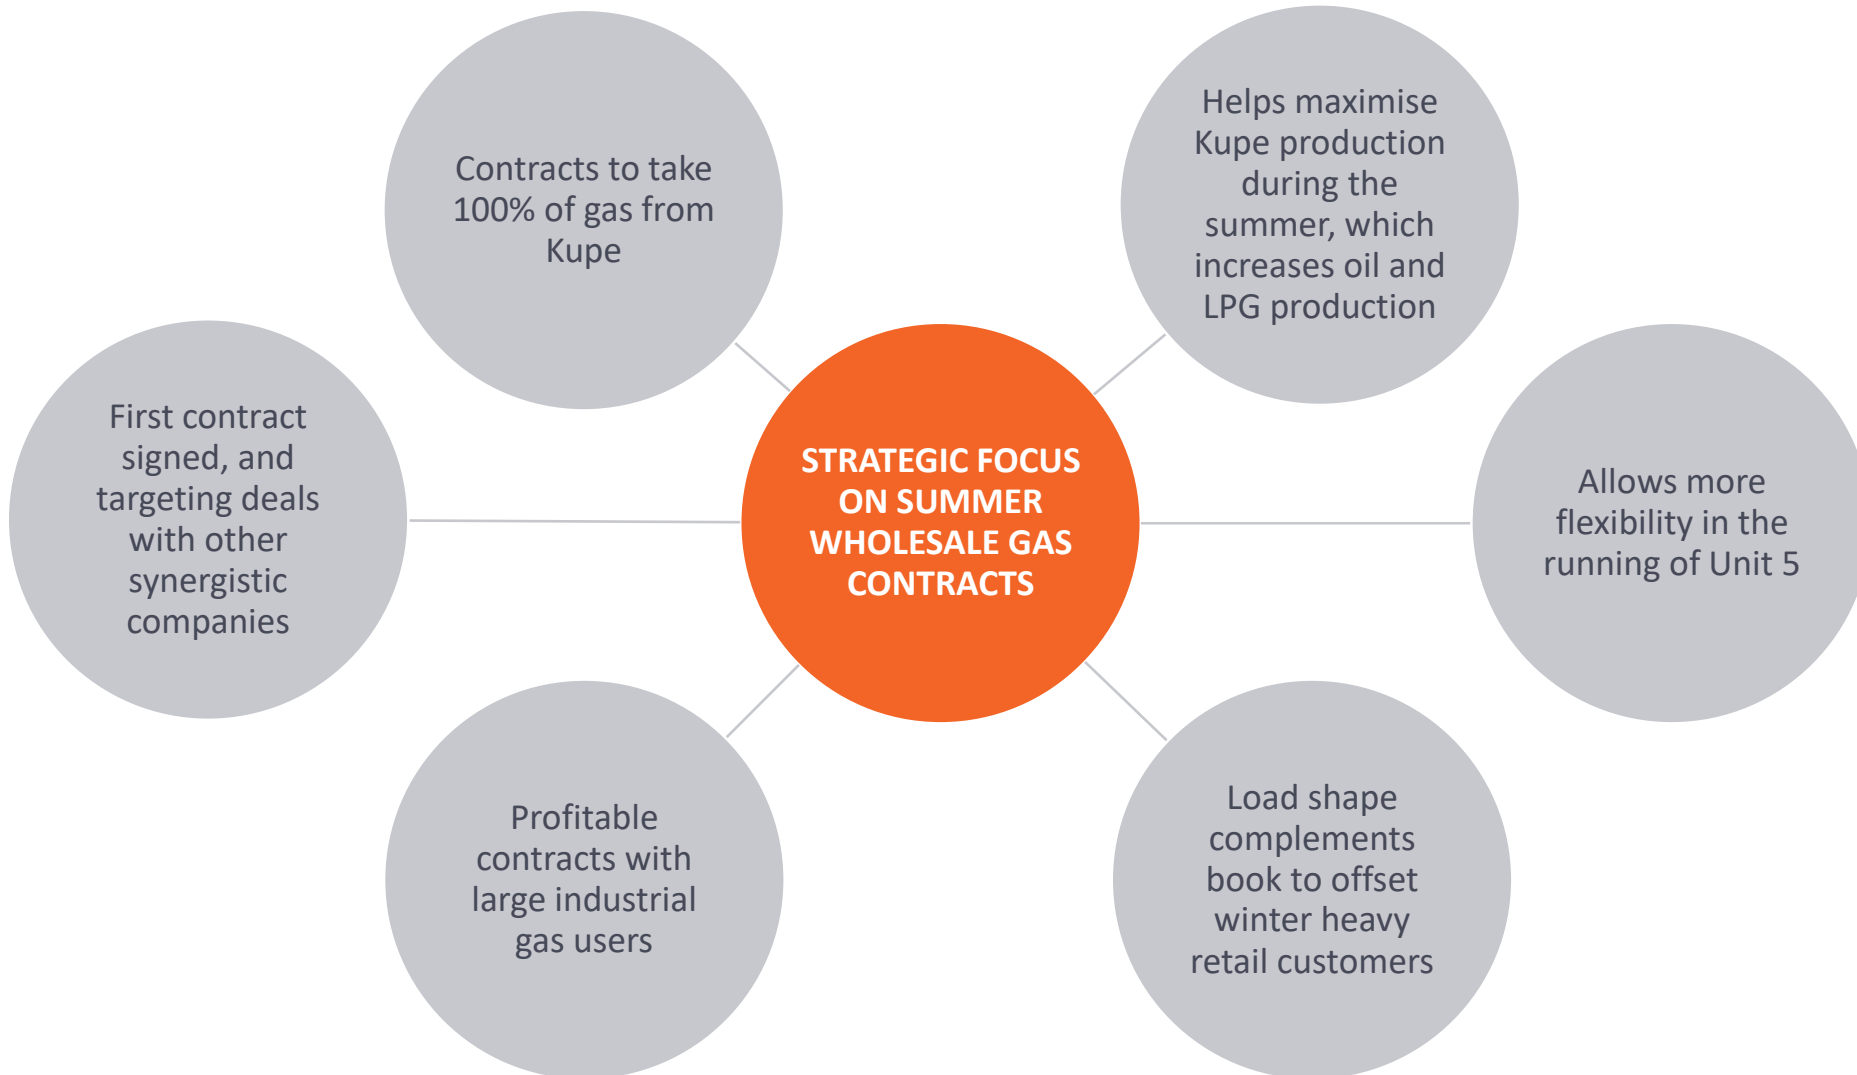 Contracts to take
100% of gas from
Kupe
Helps maximise
Kupe production
during the
summer, which
increases oil and
LPG production
First contract
signed, and
targeting deals
with other
synergistic
companies
STRATEGIC FOCUS
ON SUMMER
WHOLESALE GAS
CONTRACTS
Allows more
flexibility in the
running of Unit 5
Profitable
contracts with
large industrial
gas users
Load shape
complements
book to offset
winter heavy
retail customers